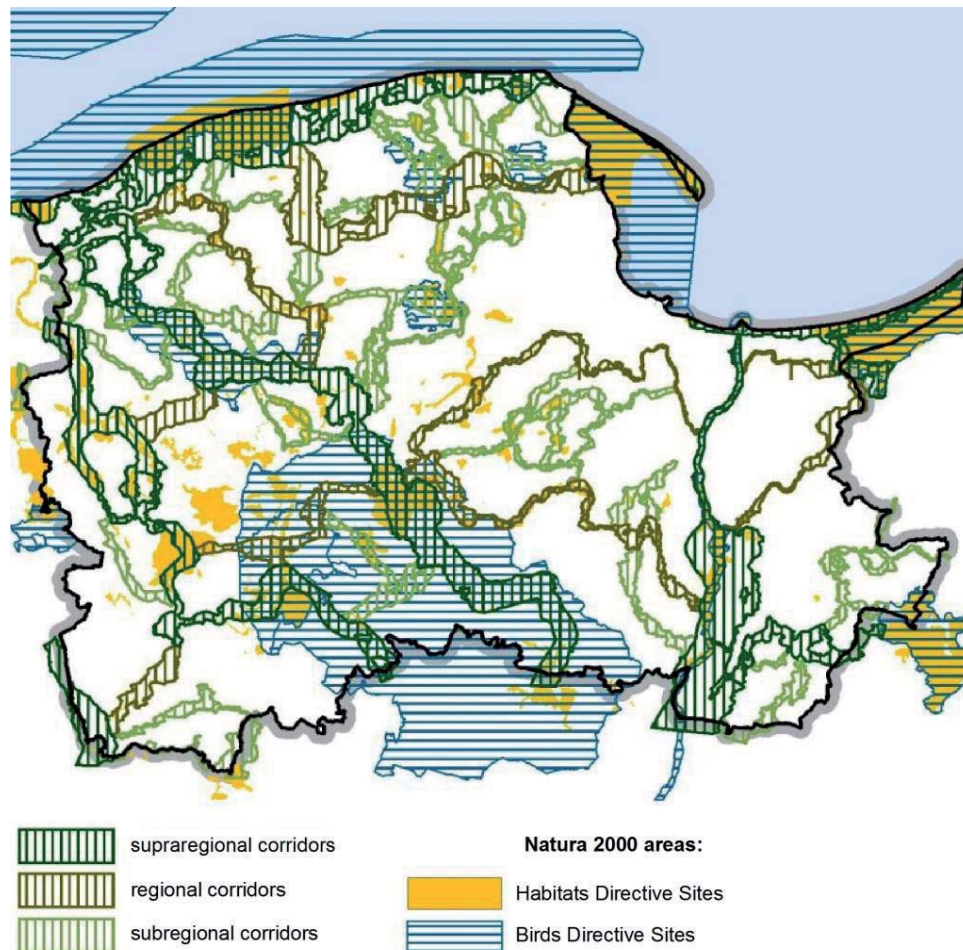 supraregional corridors
regional corridors
subregional corridors
Natura 2000 areas:
Habitats Directive Sites
Birds Directive Sites